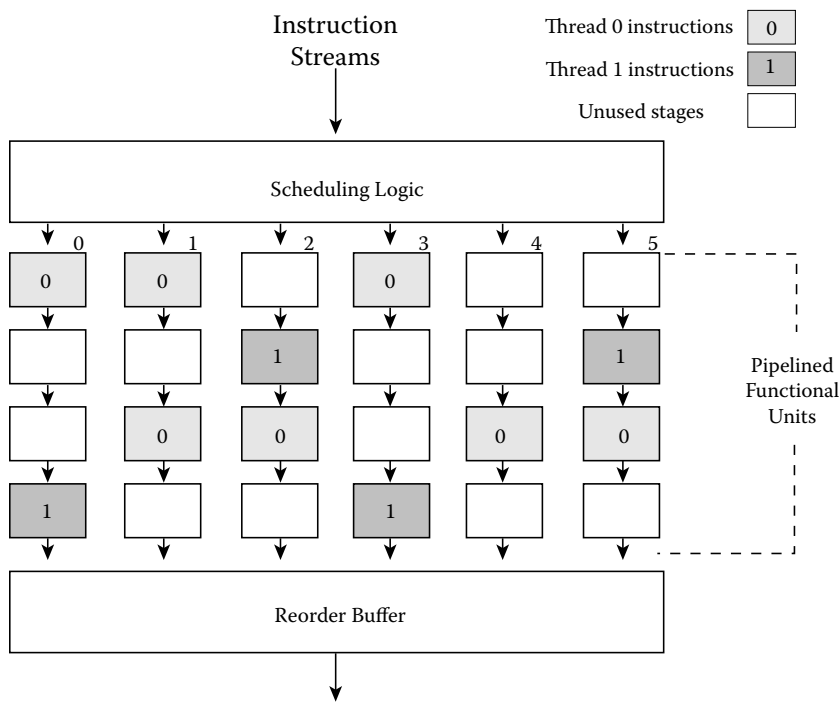 Instruction
Streams
Thread 0 instructions 0
Thread 1 instructions 1
Unused stages
Scheduling Logic
0 1 2 3 4 5
0 0 0
1 1
0 0 0 0
1 1
Pipelined
Functional
Units
Reorder Buffer